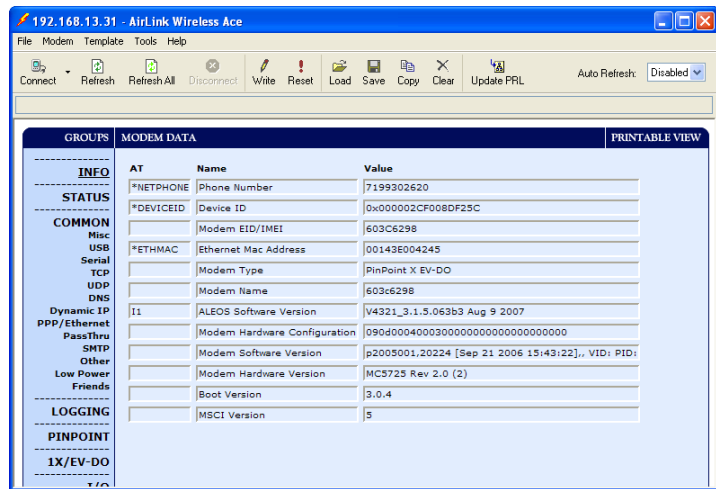 192.168.13.31 - AirLink Wireless Ace
File Modem Template Tools Help
Connect Refresh Refresh All Disconnect Write Reset Load Save Copy Clear Update PRL Auto Refresh: Disabled
GROUPS MODEM DATA PRINTABLE VIEW
INFO
STATUS
COMMON
Misc
USB
Serial
TCP
UDP
DNS
Dynamic IP
PPP/Ethernet
PassThru
SMTP
Other
Low Power
Friends
LOGGING
PINPOINT
1X/EV-DO
I/O
AT Name Value
*NETPHONE Phone Number 7199302620
*DEVICEID Device ID 0x000002CF008DF25C
Modem EID/IMEI 603C6298
*ETHMAC Ethernet Mac Address 00143E004245
Modem Type PinPoint X EV-DO
Modem Name 603c6298
I1 ALEOS Software Version V4321_3.1.5.063b3 Aug 9 2007
Modem Hardware Configuration 090d0004000300000000000000000000
Modem Software Version p2005001,20224 [Sep 21 2006 15:43:22],, VID: PID:
Modem Hardware Version MC5725 Rev 2.0 (2)
Boot Version 3.0.4
MSCI Version 5